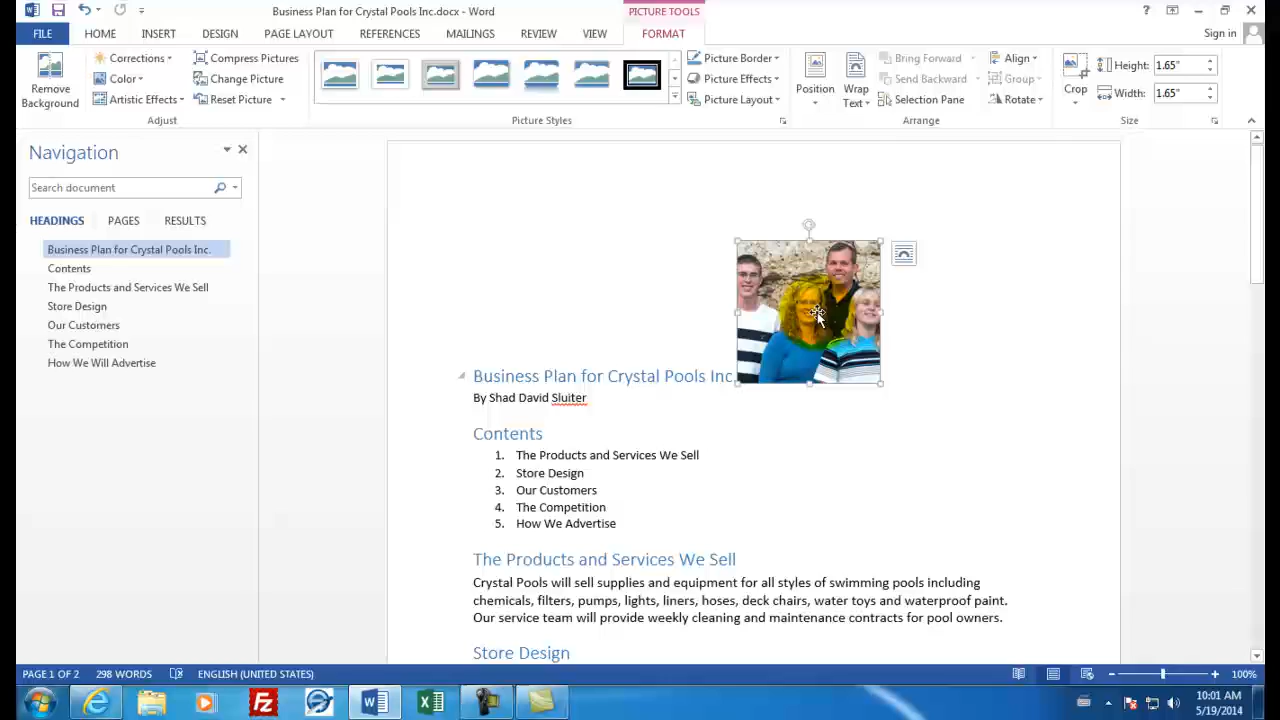 Business Plan for Crystal Pools Inc.docx - Word
PICTURE TOOLS
? 
Sign in
FILE HOME INSERT DESIGN PAGE LAYOUT REFERENCES MAILINGS REVIEW VIEW FORMAT
Remove Background
Corrections
Color
Artistic Effects
Compress Pictures
Change Picture
Reset Picture
Adjust
Picture Border
Picture Effects
Picture Layout
Picture Styles
Position
Wrap Text
Bring Forward
Send Backward
Selection Pane
Align
Group
Rotate
Arrange
Crop
Height: 1.65"
Width: 1.65"
Size
Navigation
Search document
HEADINGS PAGES RESULTS
Business Plan for Crystal Pools Inc.
Contents
The Products and Services We Sell
Store Design
Our Customers
The Competition
How We Will Advertise
Business Plan for Crystal Pools Inc
By Shad David Sluiter
Contents
1. The Products and Services We Sell
2. Store Design
3. Our Customers
4. The Competition
5. How We Advertise
The Products and Services We Sell
Crystal Pools will sell supplies and equipment for all styles of swimming pools including
chemicals, filters, pumps, lights, liners, hoses, deck chairs, water toys and waterproof paint.
Our service team will provide weekly cleaning and maintenance contracts for pool owners.
Store Design
PAGE 1 OF 2 298 WORDS ENGLISH (UNITED STATES) 100%
10:01 AM
5/19/2014